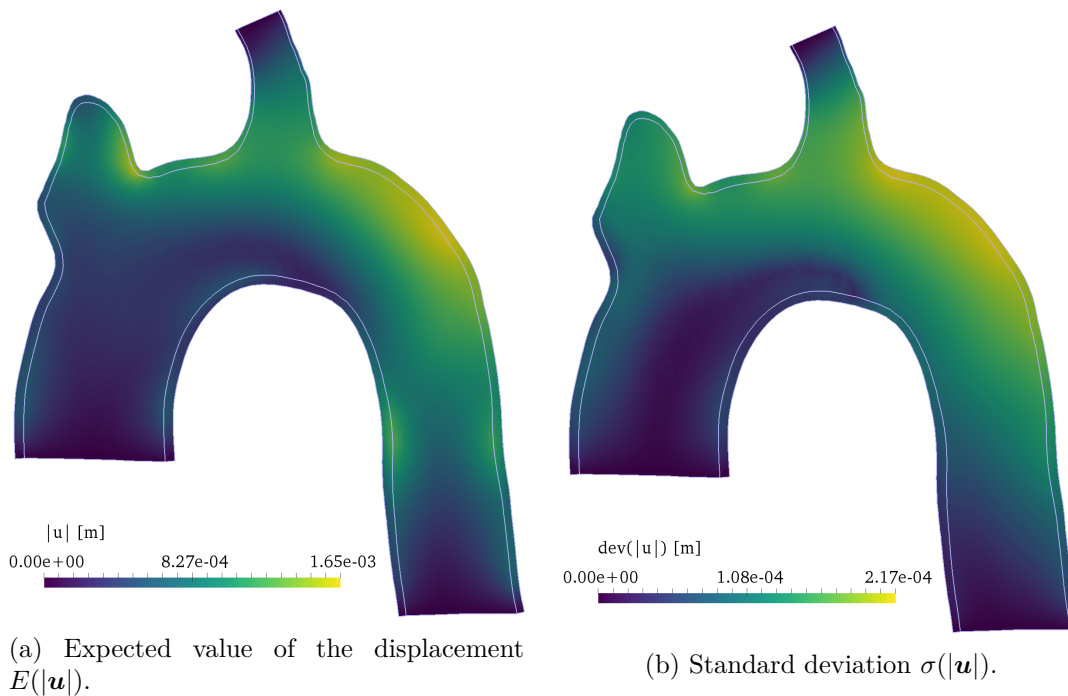 |u| [m]
0.00e+00 8.27e-04 1.65e-03
(a) Expected value of the displacement
E(|u|).
dev(|u|) [m]
0.00e+00 1.08e-04 2.17e-04
(b) Standard deviation σ(|u|).